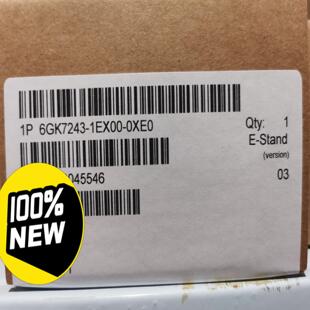 1P 6GK7243-1EX00-0XE0
Qty: 1
E-Stand
(version)
045546
03
100%
NEW